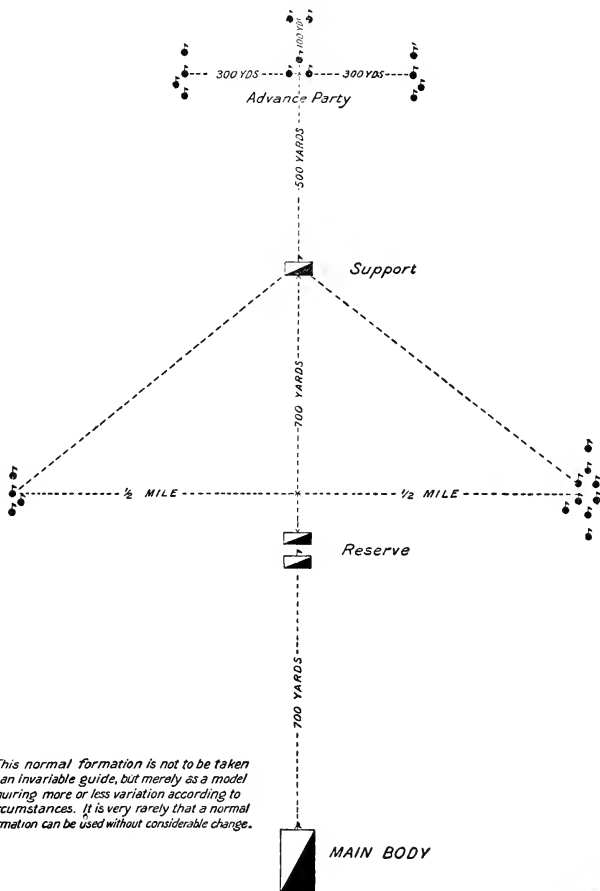 100 YDS
300 YDS 300 YDS
Advance Party
500 YARDS
Support
700 YARDS
½ MILE ½ MILE
Reserve
700 YARDS
This normal formation is not to be taken
an invariable guide, but merely as a model
uiring more or less variation according to
cumstances. It is very rarely that a normal
mation can be used without considerable change.
MAIN BODY